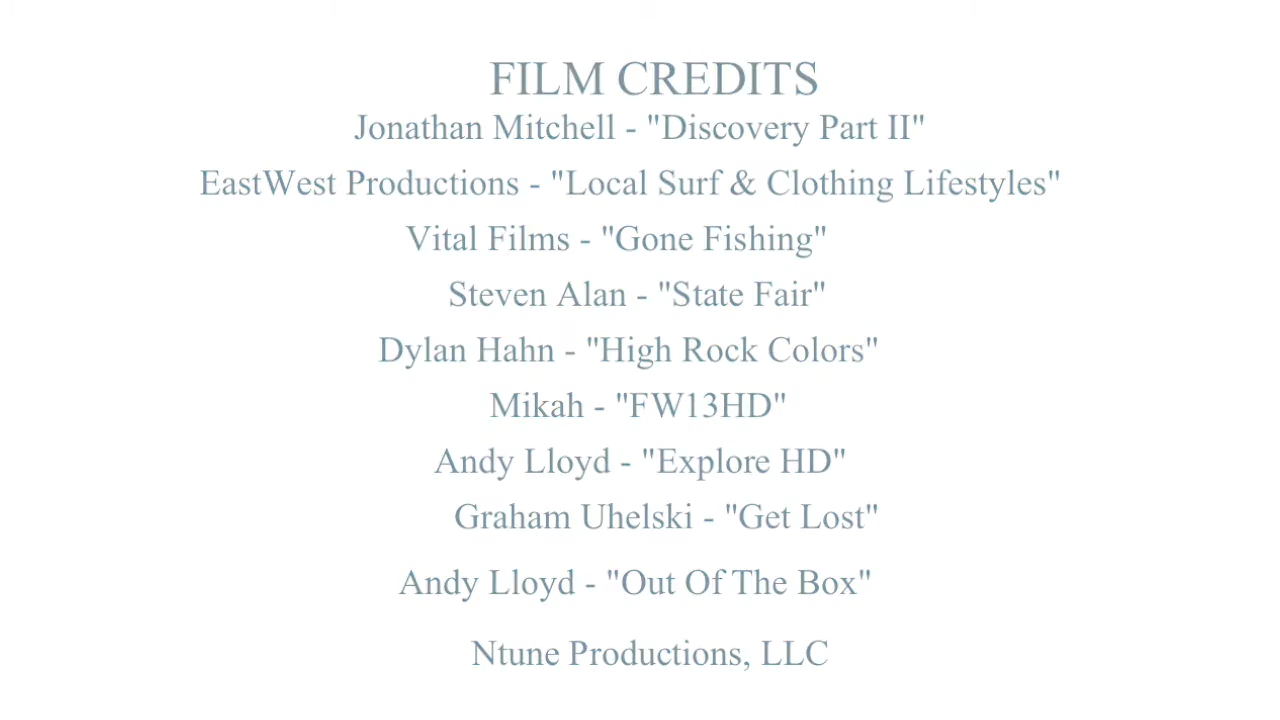 FILM CREDITS
Jonathan Mitchell - "Discovery Part II"
EastWest Productions - "Local Surf & Clothing Lifestyles"
Vital Films - "Gone Fishing"
Steven Alan - "State Fair"
Dylan Hahn - "High Rock Colors"
Mikah - "FW13HD"
Andy Lloyd - "Explore HD"
Graham Uhelski - "Get Lost"
Andy Lloyd - "Out Of The Box"
Ntune Productions, LLC